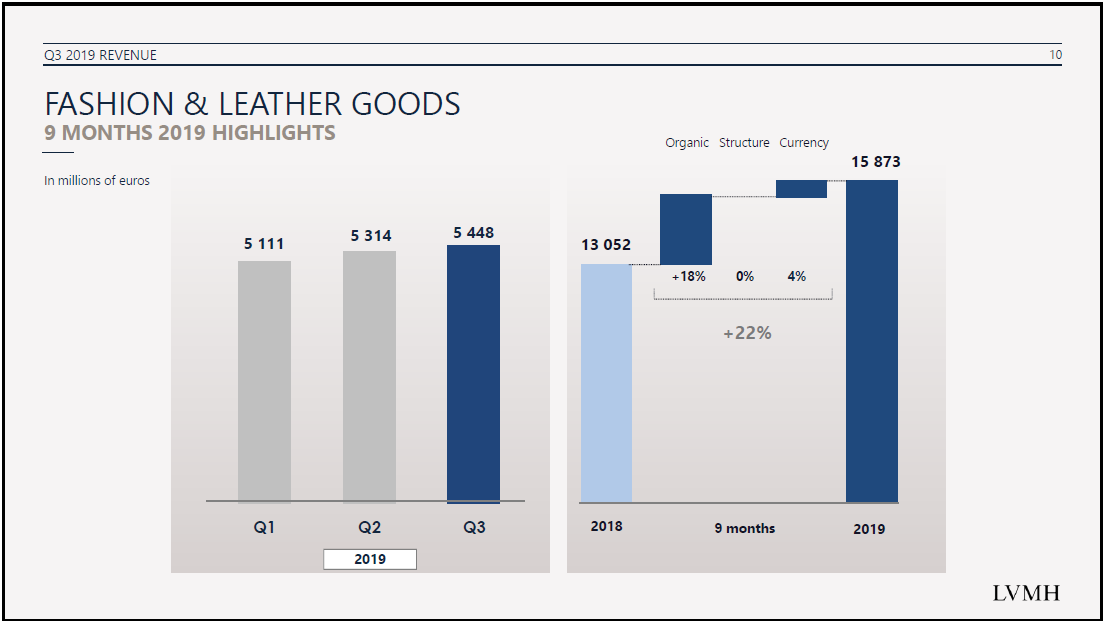 Q3 2019 REVENUE
10
FASHION & LEATHER GOODS
9 MONTHS 2019 HIGHLIGHTS
In millions of euros
5 111
5 314
5 448
Q1
Q2
Q3
2019
Organic Structure Currency
13 052
15 873
+18% 0% 4%
+22%
2018
9 months
2019
LVMH